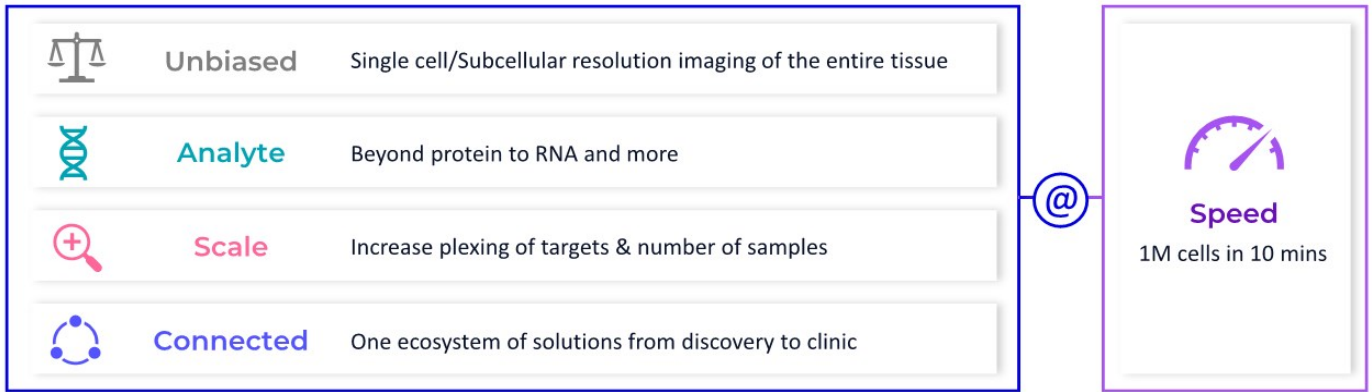 Unbiased Single cell/Subcellular resolution imaging of the entire tissue
Analyte Beyond protein to RNA and more
Scale Increase plexing of targets & number of samples
Connected One ecosystem of solutions from discovery to clinic
@
Speed
1M cells in 10 mins